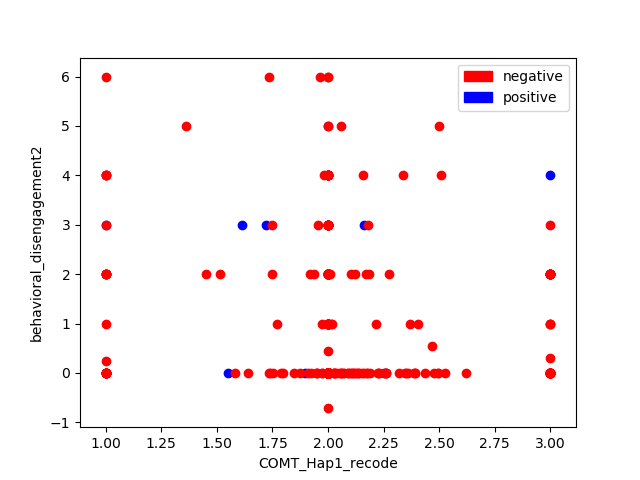 negative
positive
6
5
4
3
2
1
0
−1
behavioral_disengagement2
1.00 1.25 1.50 1.75 2.00 2.25 2.50 2.75 3.00
COMT_Hap1_recode